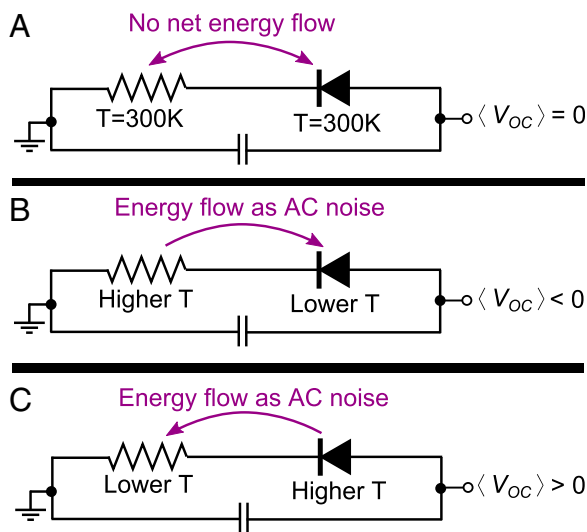 A
No net energy flow
T=300K
T=300K
⟨ V_OC ⟩ = 0
B
Energy flow as AC noise
Higher T
Lower T
⟨ V_OC ⟩ < 0
C
Energy flow as AC noise
Lower T
Higher T
⟨ V_OC ⟩ > 0